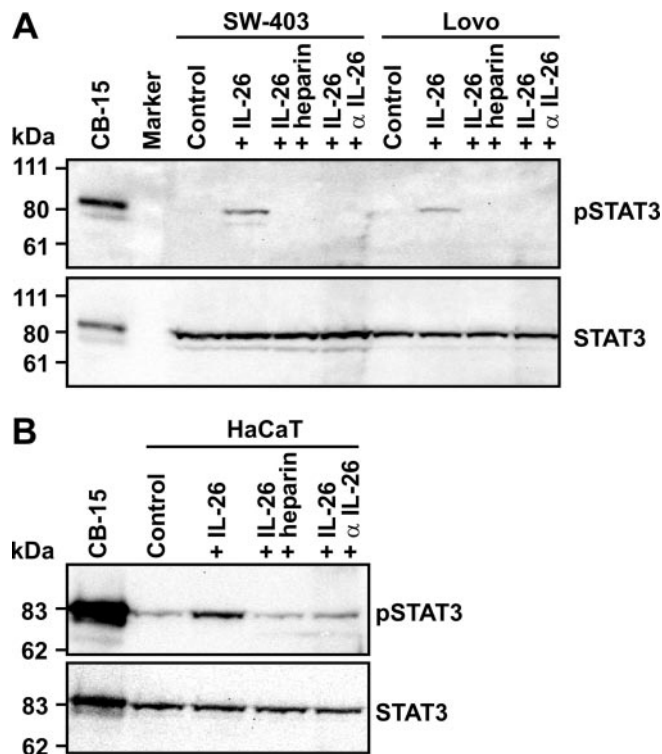 A
SW-403 Lovo
kDa CB-15 Marker Control + IL-26 + IL-26 + heparin + IL-26 + α IL-26 Control + IL-26 + IL-26 + heparin + IL-26 + α IL-26
111
80 pSTAT3
61
111
80 STAT3
61
B
HaCaT
kDa CB-15 Control + IL-26 + IL-26 + heparin + IL-26 + α IL-26
83 pSTAT3
62
83 STAT3
62